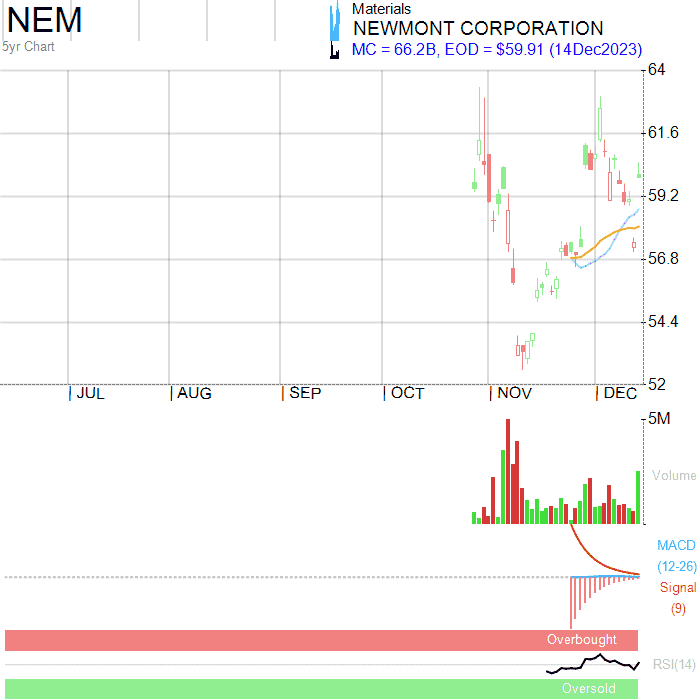 NEM
5yr Chart
Materials
NEWMONT CORPORATION
MC = 66.2B, EOD = $59.91 (14Dec2023)
64
61.6
59.2
56.8
54.4
52
JUL AUG SEP OCT NOV DEC
5M
Volume
MACD
(12-26)
Signal
(9)
Overbought
RSI(14)
Oversold